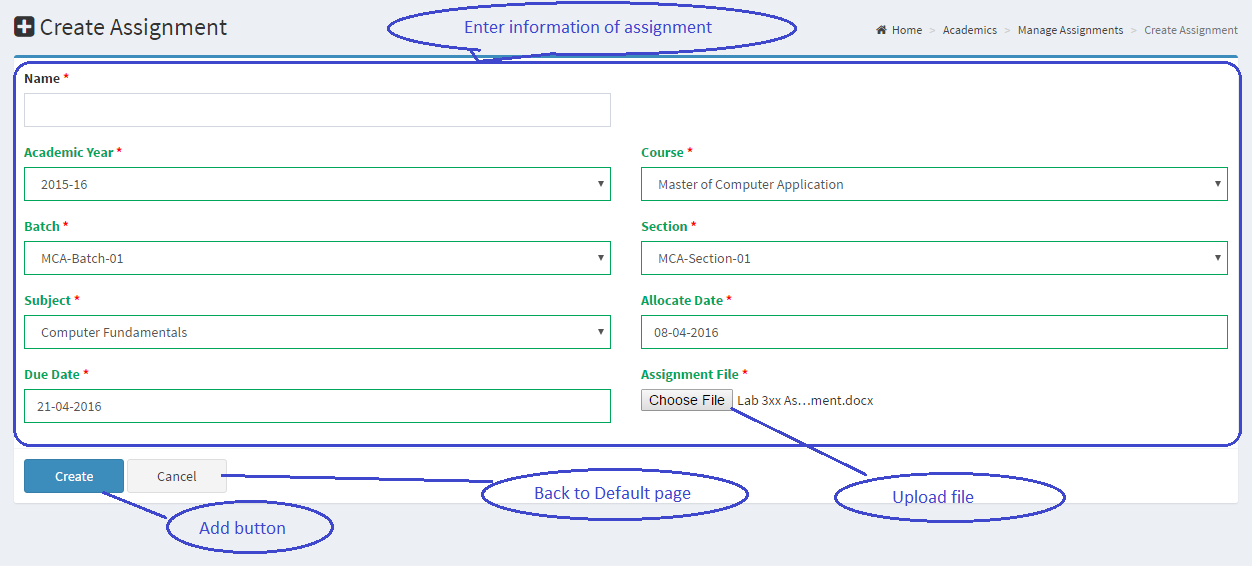 Create Assignment
Enter information of assignment
Home > Academics > Manage Assignments > Create Assignment
Name *
Academic Year * Course *
2015-16 Master of Computer Application
Batch * Section *
MCA-Batch-01 MCA-Section-01
Subject * Allocate Date *
Computer Fundamentals 08-04-2016
Due Date * Assignment File *
21-04-2016 Choose File Lab 3xx As...ment.docx
Create Cancel
Back to Default page Upload file
Add button